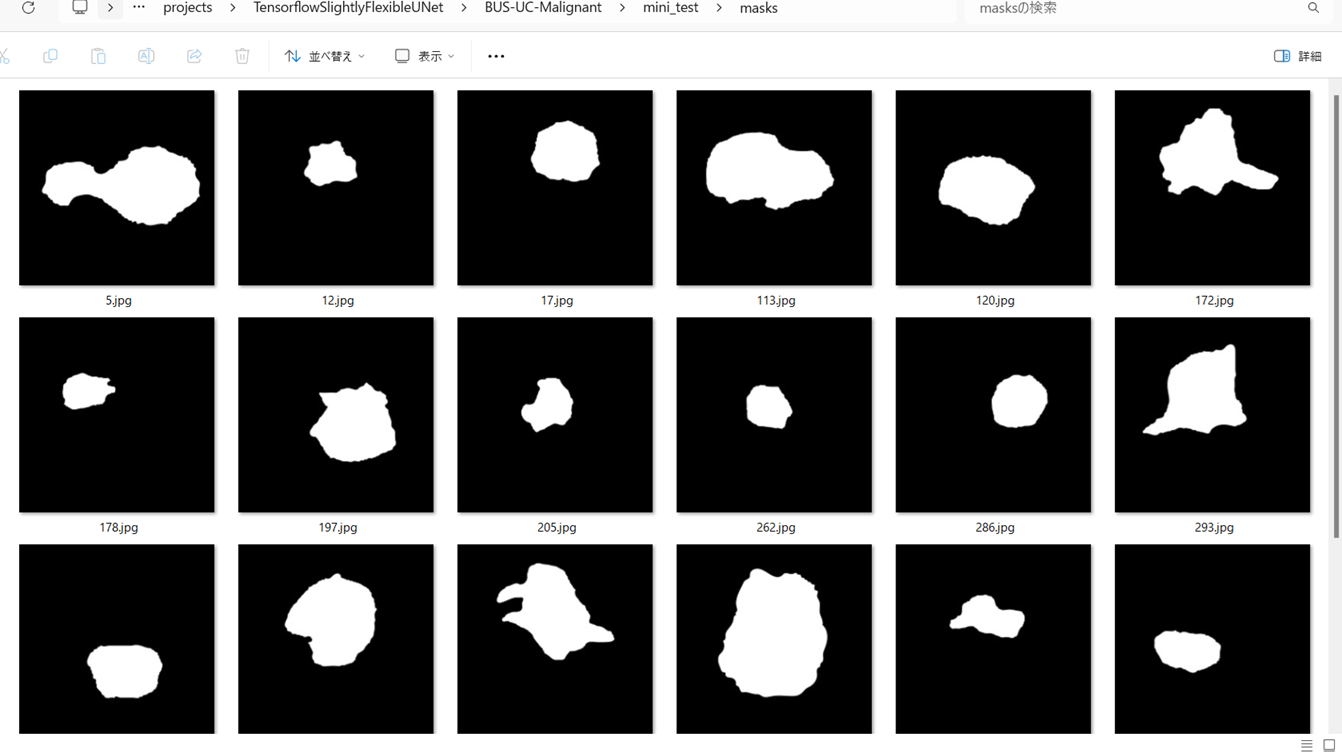 … > projects > TensorflowSlightlyFlexibleUNet > BUS-UC-Malignant > mini_test > masks masksの検索
並べ替え 表示 ••• 詳細
5.jpg 12.jpg 17.jpg 113.jpg 120.jpg 172.jpg
178.jpg 197.jpg 205.jpg 262.jpg 286.jpg 293.jpg